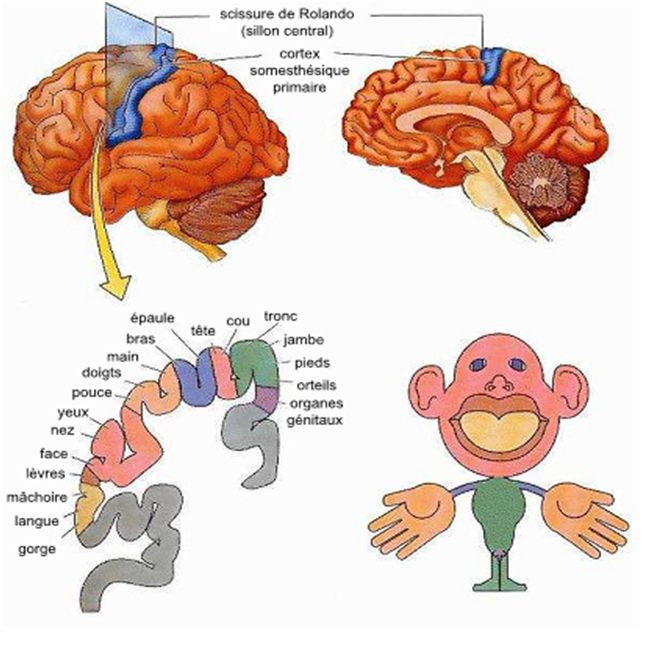 scissure de Rolando
(sillon central)
cortex
somesthésique
primaire
épaule
bras
main
doigts
pouce
yeux
nez
face
lèvres
mâchoire
langue
gorge
tête
cou
tronc
jambe
pieds
orteils
organes
génitaux